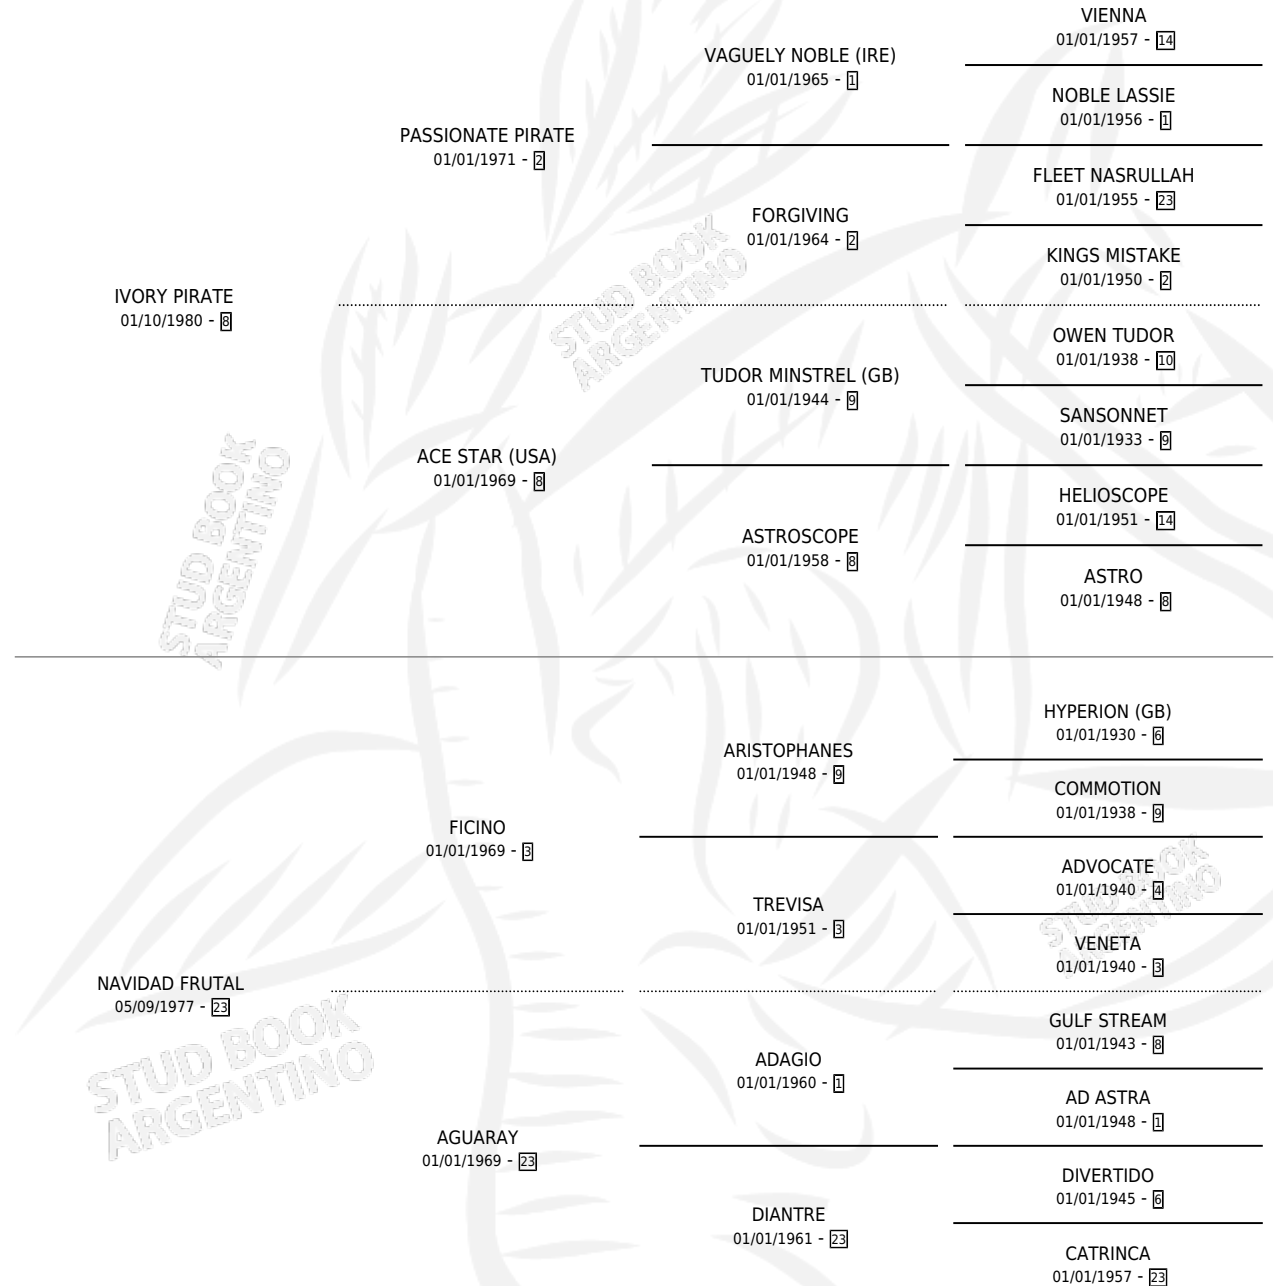 VIENNA
01/01/1957 - 14
VAGUELY NOBLE (IRE)
01/01/1965 - 1
NOBLE LASSIE
01/01/1956 - 1
PASSIONATE PIRATE
01/01/1971 - 2
FLEET NASRULLAH
01/01/1955 - 23
FORGIVING
01/01/1964 - 2
KINGS MISTAKE
01/01/1950 - 2
IVORY PIRATE
01/10/1980 - 8
OWEN TUDOR
01/01/1938 - 10
TUDOR MINSTREL (GB)
01/01/1944 - 9
SANSONNET
01/01/1933 - 9
ACE STAR (USA)
01/01/1969 - 8
HELIOSCOPE
01/01/1951 - 14
ASTROSCOPE
01/01/1958 - 8
ASTRO
01/01/1948 - 8
HYPERION (GB)
01/01/1930 - 6
ARISTOPHANES
01/01/1948 - 9
COMMOTION
01/01/1938 - 9
FICINO
01/01/1969 - 3
ADVOCATE
01/01/1940 - 4
TREVISA
01/01/1951 - 3
VENETA
01/01/1940 - 3
NAVIDAD FRUTAL
05/09/1977 - 23
GULF STREAM
01/01/1943 - 8
ADAGIO
01/01/1960 - 1
AD ASTRA
01/01/1948 - 1
AGUARAY
01/01/1969 - 23
DIVERTIDO
01/01/1945 - 6
DIANTRE
01/01/1961 - 23
CATRINCA
01/01/1957 - 23
STUD BOOK
ARGENTINO
STUD BOOK
ARGENTINO
STUD BOOK
ARGENTINO
STUD BOOK
ARGENTINO